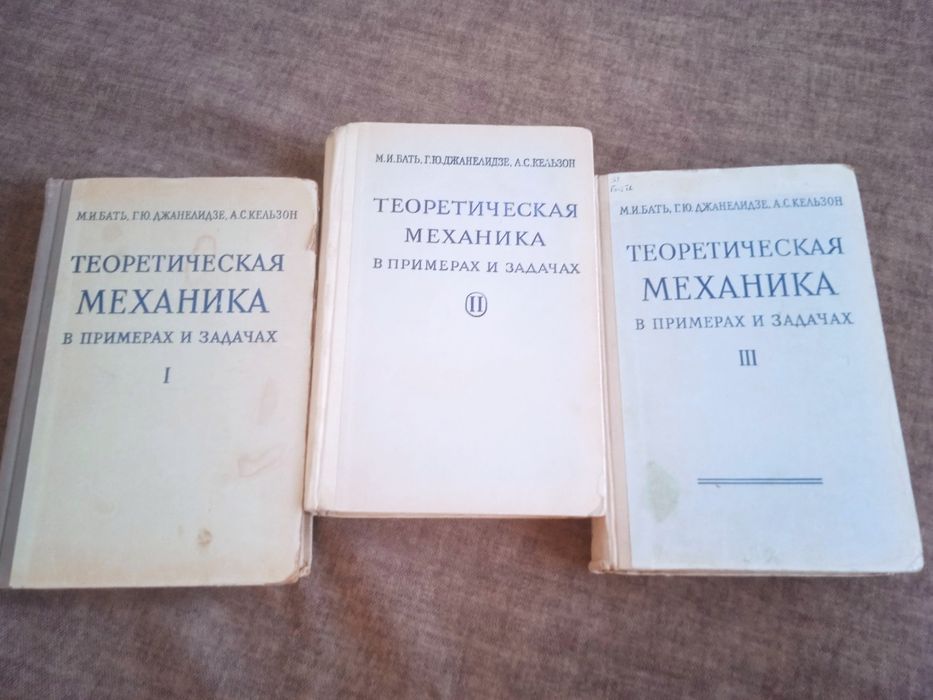 М.И.БАТЬ, Г.Ю.ДЖАНЕЛИДЗЕ, А.С.КЕЛЬЗОН
ТЕОРЕТИЧЕСКАЯ
МЕХАНИКА
В ПРИМЕРАХ И ЗАДАЧАХ
I
М.И.БАТЬ, Г.Ю.ДЖАНЕЛИДЗЕ, А.С.КЕЛЬЗОН
ТЕОРЕТИЧЕСКАЯ
МЕХАНИКА
В ПРИМЕРАХ И ЗАДАЧАХ
II
М.И.БАТЬ, Г.Ю.ДЖАНЕЛИДЗЕ, А.С.КЕЛЬЗОН
ТЕОРЕТИЧЕСКАЯ
МЕХАНИКА
В ПРИМЕРАХ И ЗАДАЧАХ
III